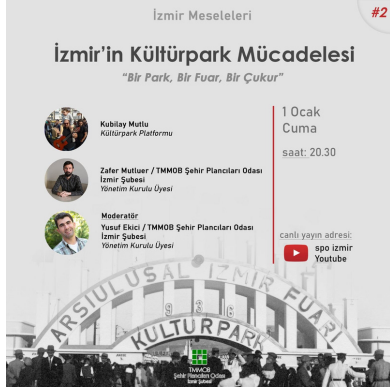 #2
İzmir Meseleleri
İzmir'in Kültürpark Mücadelesi
“Bir Park, Bir Fuar, Bir Çukur”
Kubilay Mutlu
Kültürpark Platformu
1 Ocak
Cuma
saat: 20.30
Zafer Mutluer / TMMOB Şehir Plancıları Odası
İzmir Şubesi
Yönetim Kurulu Üyesi
Moderatör
Yusuf Ekici / TMMOB Şehir Plancıları Odası
İzmir Şubesi
Yönetim Kurulu Üyesi
canlı yayın adresi:
spo izmir
Youtube
ARSIULUSAL İZMİR FUARI
936
KÜLTÜRPARK
TMMOB
Şehir Plancıları Odası
İzmir Şubesi